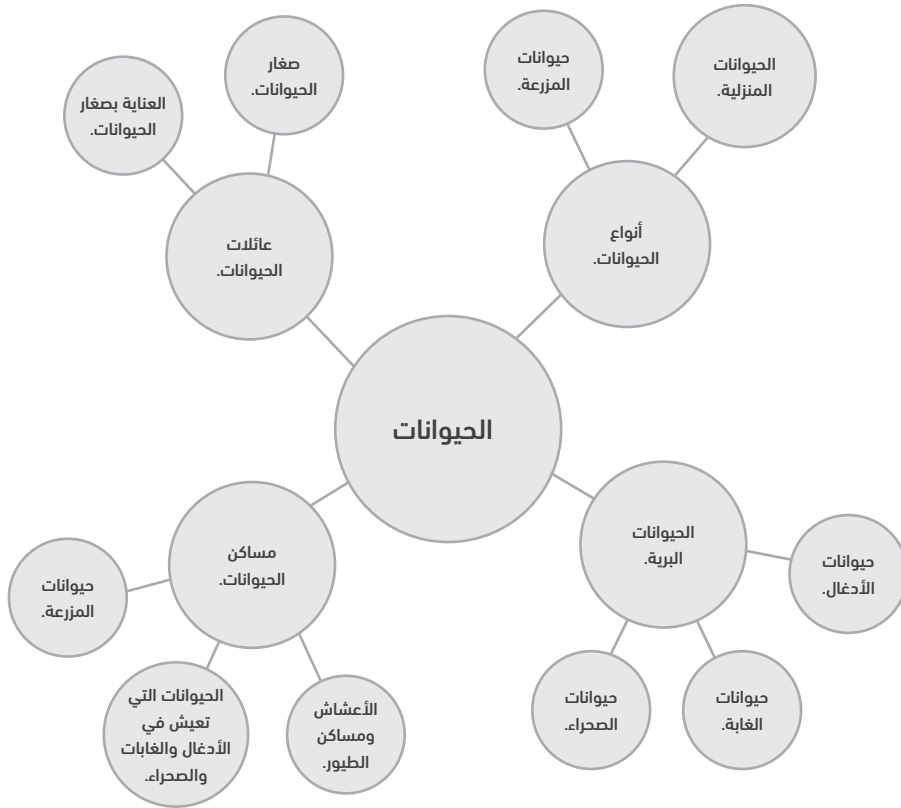 حيوانات
المزرعة.
الحيوانات
المنزلية.
صغار
الحيوانات.
العناية بصغار
الحيوانات.
أنواع
الحيوانات.
عائلات
الحيوانات.
الحيوانات
مساكن
الحيوانات.
الحيوانات
البرية.
حيوانات
الأدغال.
حيوانات
المزرعة.
حيوانات
الغابة.
حيوانات
الصحراء.
الأعشاش
ومساكن
الطيور.
الحيوانات التي
تعيش في
الأدغال والغابات
والصحراء.